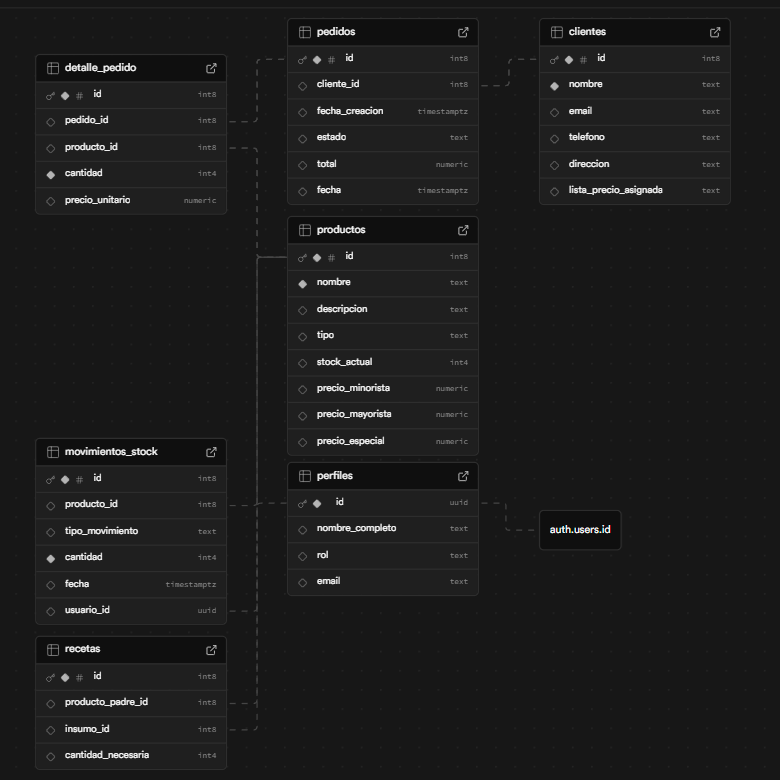 detalle_pedido
id int8
pedido_id int8
producto_id int8
cantidad int4
precio_unitario numeric
pedidos
id int8
cliente_id int8
fecha_creacion timestamptz
estado text
total numeric
fecha timestamptz
clientes
id int8
nombre text
email text
telefono text
direccion text
lista_precio_asignada text
productos
id int8
nombre text
descripcion text
tipo text
stock_actual int4
precio_minorista numeric
precio_mayorista numeric
precio_especial numeric
movimientos_stock
id int8
producto_id int8
tipo_movimiento text
cantidad int4
fecha timestamptz
usuario_id uuid
perfiles
id uuid
nombre_completo text
rol text
email text
auth.users.id
recetas
id int8
producto_padre_id int8
insumo_id int8
cantidad_necesaria int4